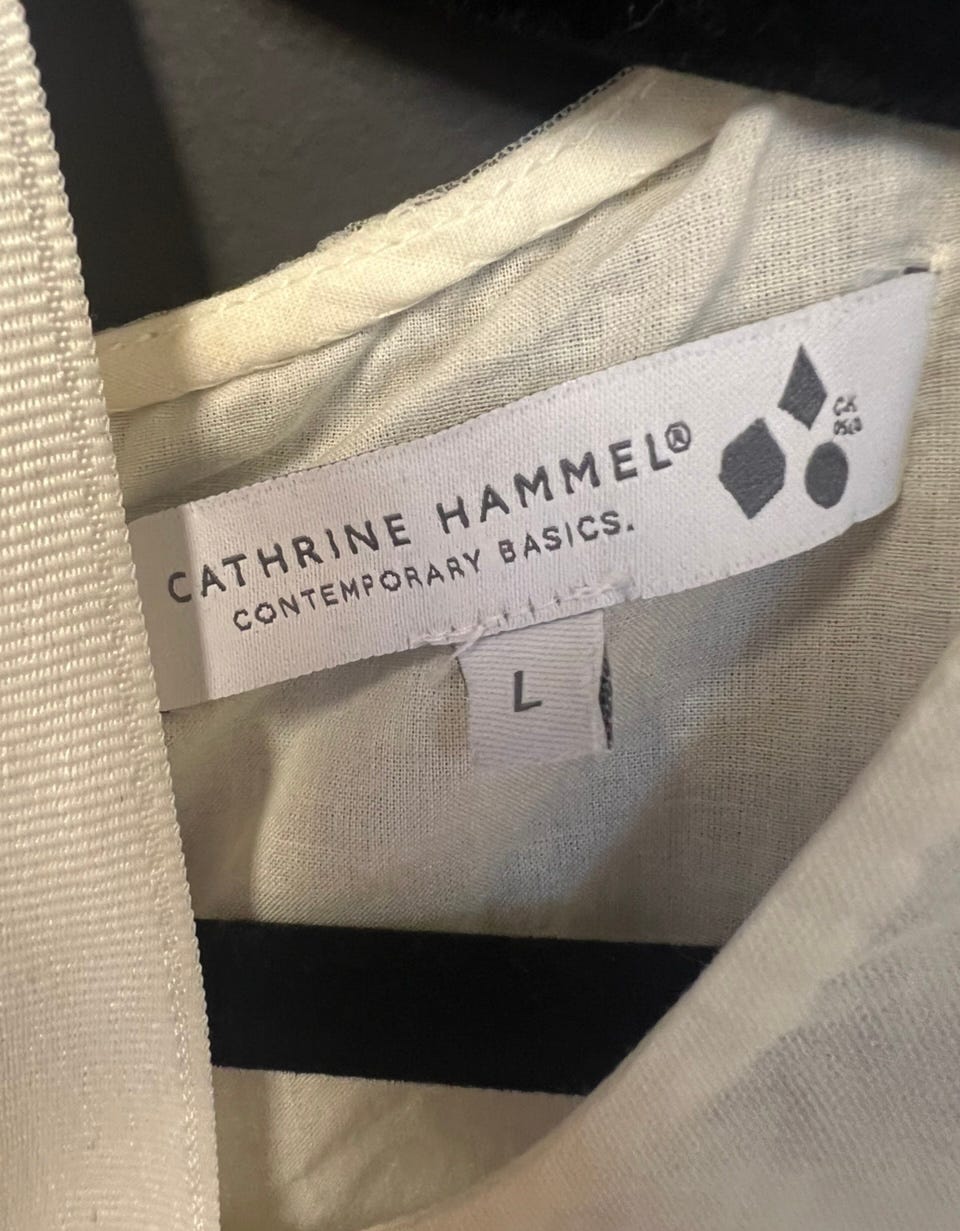 CATHRINE HAMMEL®
CONTEMPORARY BASICS.
L